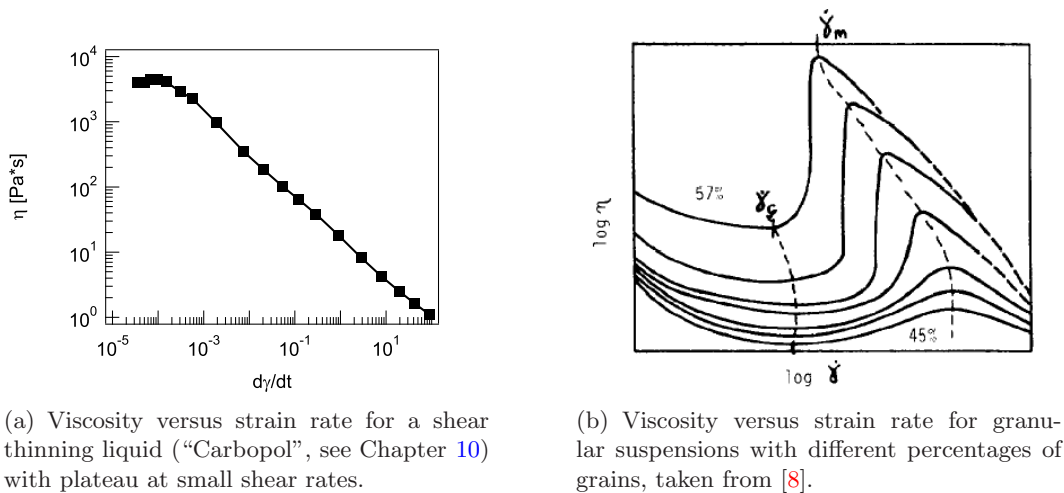 10^4
10^3
10^2
10^1
10^0
η [Pa*s]
10^-5
10^-3
10^-1
10^1
dγ/dt
γ̇m
57%
γ̇c
log η
45%
log γ̇
(a) Viscosity versus strain rate for a shear
thinning liquid (“Carbopol”, see Chapter 10)
with plateau at small shear rates.
(b) Viscosity versus strain rate for granu-
lar suspensions with different percentages of
grains, taken from [8].